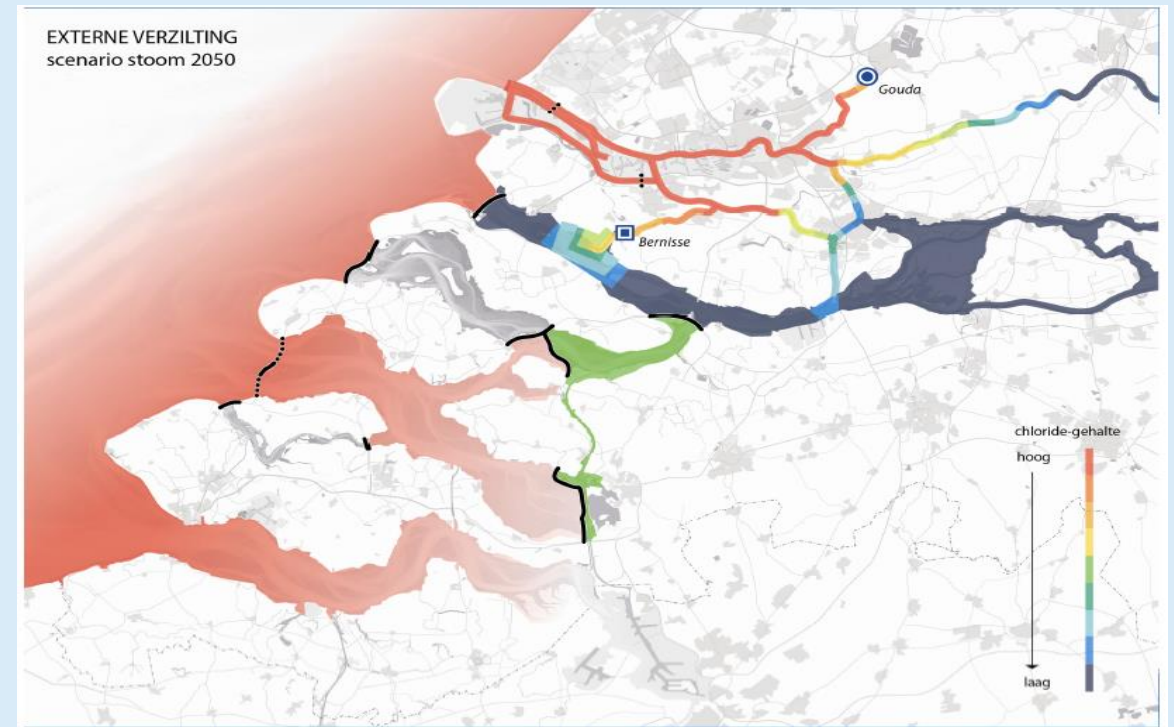 EXTERNE VERZILTING
scenario stoom 2050
Gouda
Bernisse
chloride-gehalte
hoog
laag